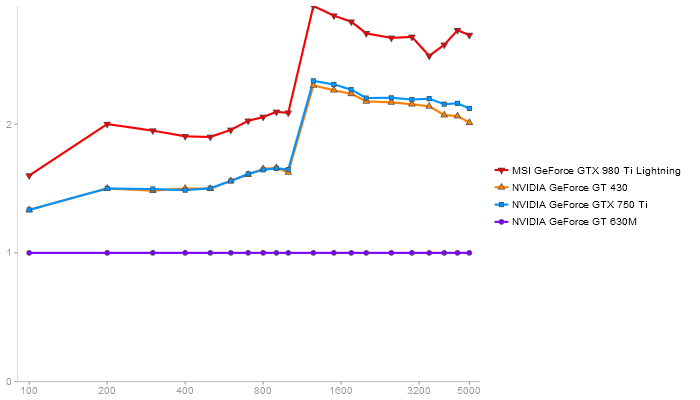 2
1
0
100
200
400
800
1600
3200
5000
MSI GeForce GTX 980 Ti Lightning
NVIDIA GeForce GT 430
NVIDIA GeForce GTX 750 Ti
NVIDIA GeForce GT 630M